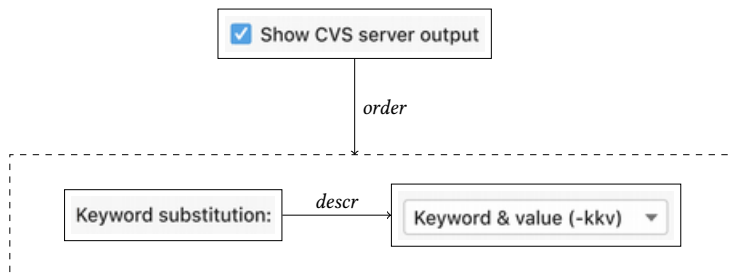 Show CVS server output
order
Keyword substitution:
descr
Keyword & value (-kkv)